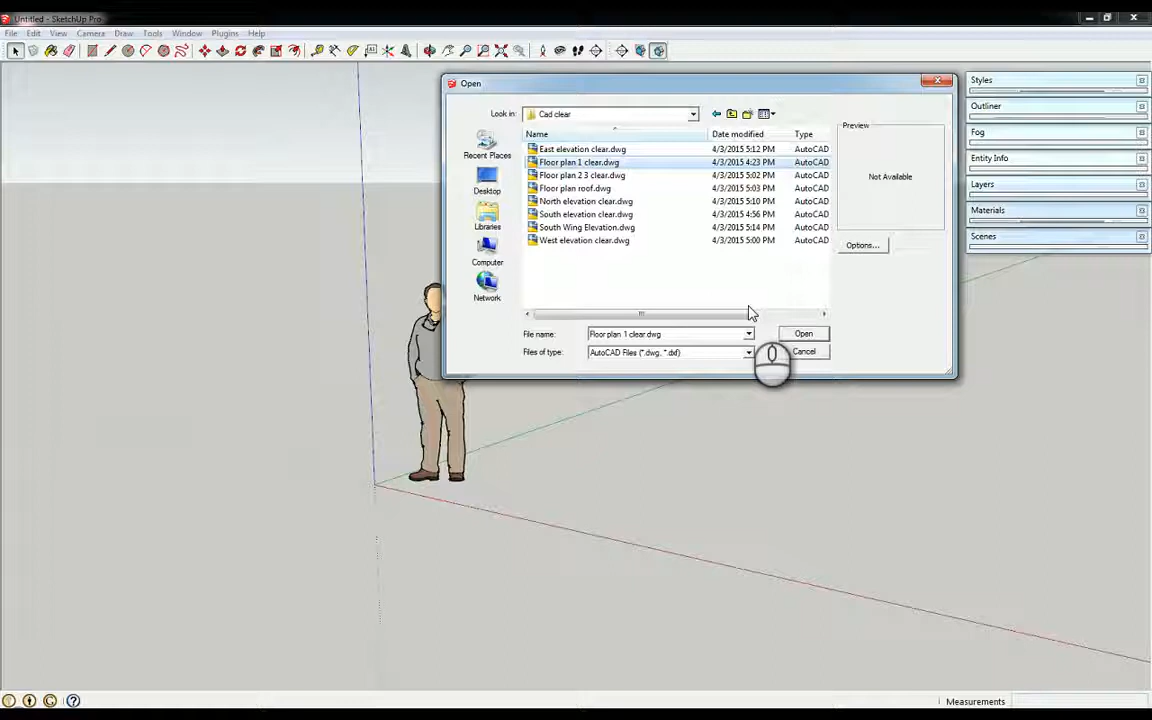 Untitled - SketchUp Pro
File Edit View Camera Draw Tools Window Plugins Help
Open
Look in: Cad clear
Name Date modified Type
East elevation clear.dwg 4/3/2015 5:12 PM AutoCAD
Floor plan 1 clear.dwg 4/3/2015 4:23 PM AutoCAD
Floor plan 2 3 clear.dwg 4/3/2015 5:02 PM AutoCAD
Floor plan roof.dwg 4/3/2015 5:03 PM AutoCAD
North elevation clear.dwg 4/3/2015 5:10 PM AutoCAD
South elevation clear.dwg 4/3/2015 4:56 PM AutoCAD
South Wing Elevation.dwg 4/3/2015 5:14 PM AutoCAD
West elevation clear.dwg 4/3/2015 5:00 PM AutoCAD
Recent Places
Desktop
Libraries
Computer
Network
Preview
Not Available
Options...
File name: Floor plan 1 clear.dwg Open
Files of type: AutoCAD Files (*.dwg, *.dxf) Cancel
Styles
Outliner
Fog
Entity Info
Layers
Materials
Scenes
Measurements